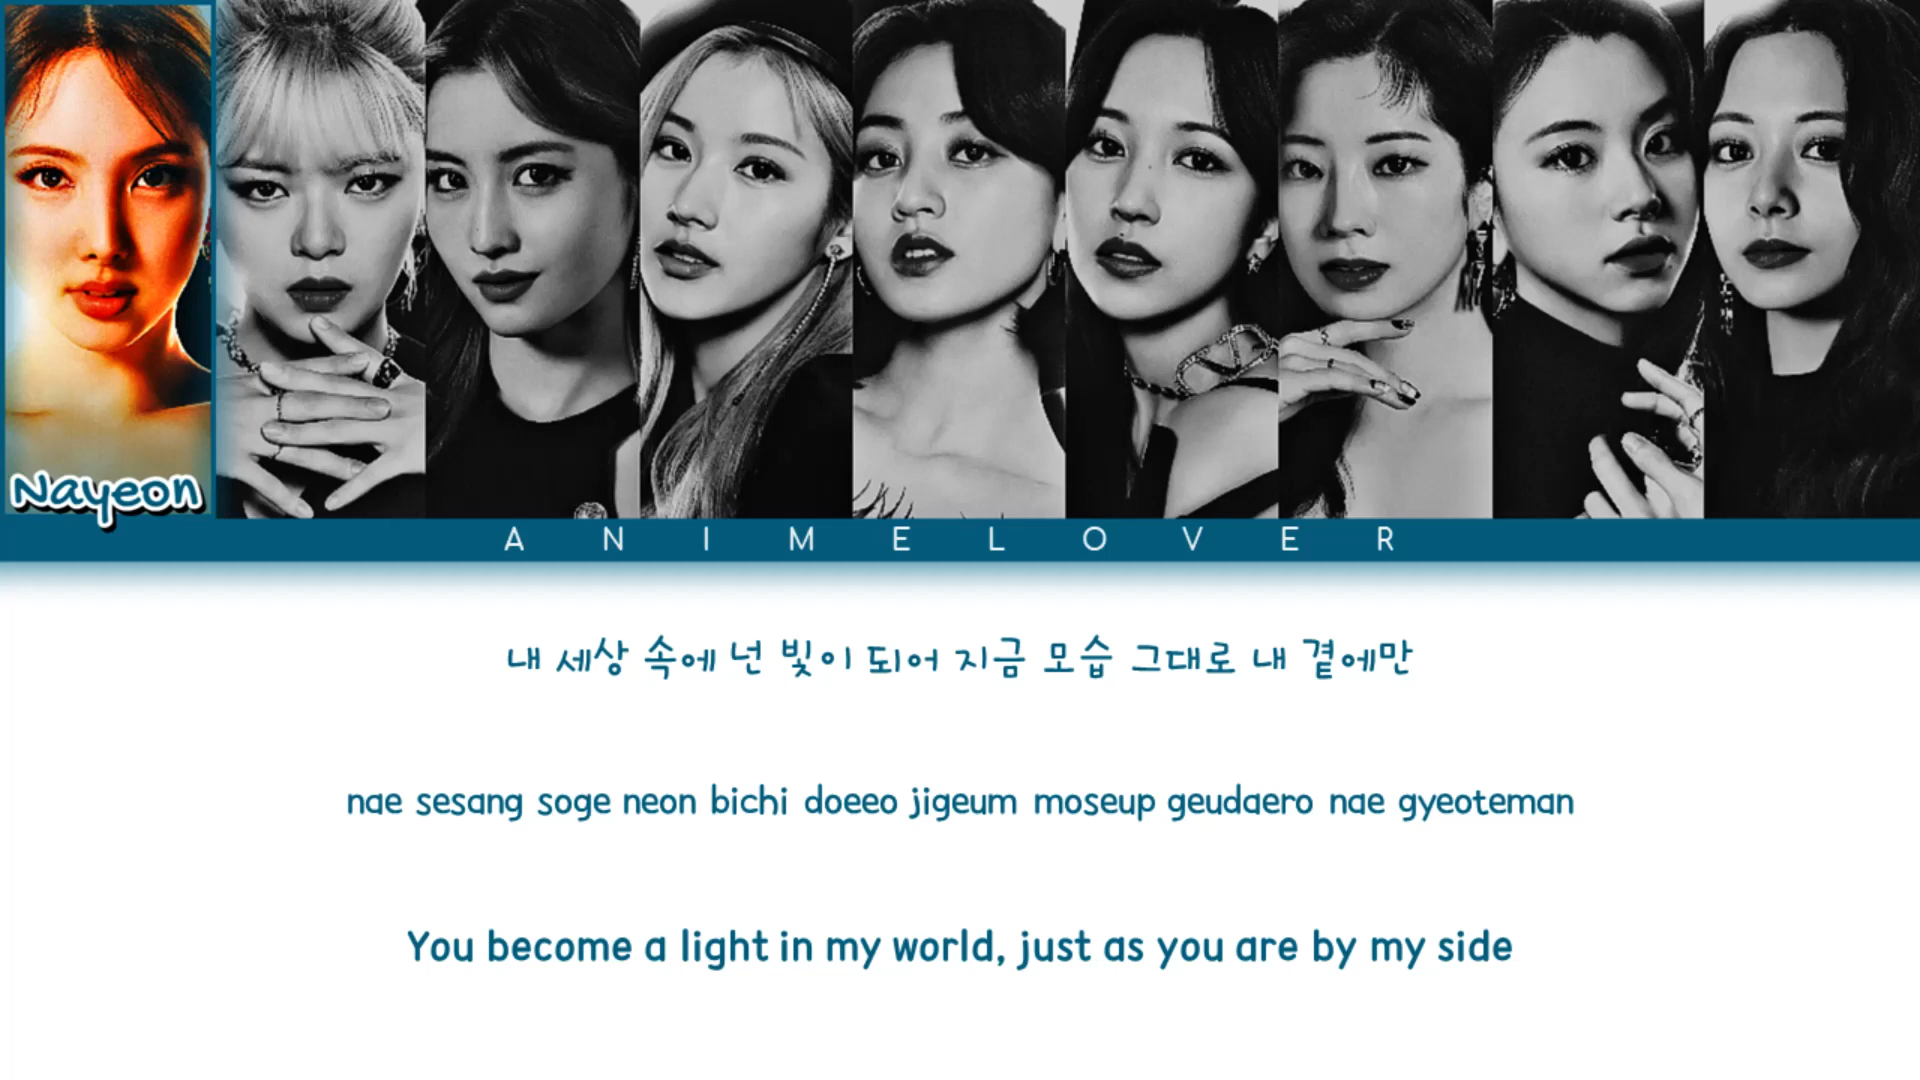 Nayeon
ANIMELOVER
내 세상 속에 넌 빛이 되어 지금 모습 그대로 내 곁에만
nae sesang soge neon bichi doeeo jigeum moseup geudaero nae gyeoteman
You become a light in my world, just as you are by my side